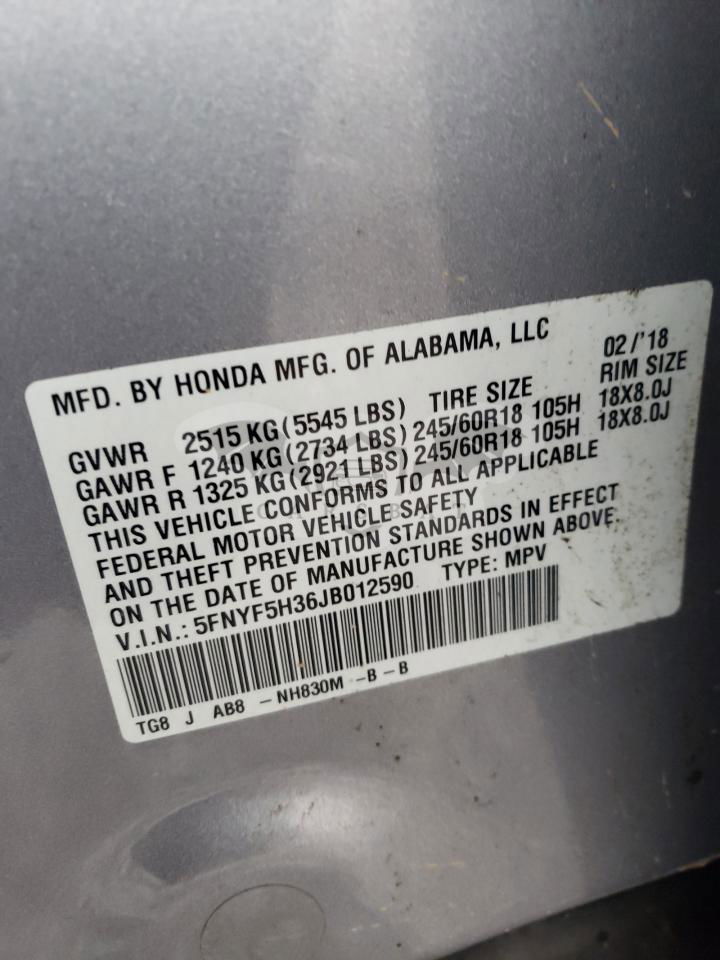 MFD. BY HONDA MFG. OF ALABAMA, LLC 02/'18
GVWR 2515 KG (5545 LBS) TIRE SIZE RIM SIZE
GAWR F 1240 KG (2734 LBS) 245/60R18 105H 18X8.0J
GAWR R 1325 KG (2921 LBS) 245/60R18 105H 18X8.0J
THIS VEHICLE CONFORMS TO ALL APPLICABLE
FEDERAL MOTOR VEHICLE SAFETY
AND THEFT PREVENTION STANDARDS IN EFFECT
ON THE DATE OF MANUFACTURE SHOWN ABOVE.
V.I.N.: 5FNYF5H36JB012590 TYPE: MPV
TG8 J AB8 -NH830M -B-B